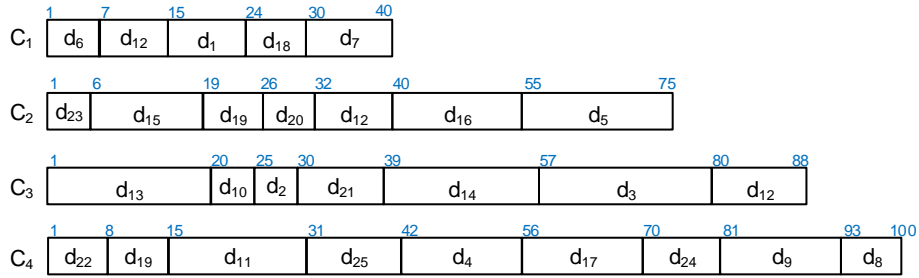 1 7 15 24 30 40
C₁ d₆ d₁₂ d₁ d₁₈ d₇
1 6 19 26 32 40 55 75
C₂ d₂₃ d₁₅ d₁₉ d₂₀ d₁₂ d₁₆ d₅
1 20 25 30 39 57 80 88
C₃ d₁₃ d₁₀ d₂ d₂₁ d₁₄ d₃ d₁₂
1 8 15 31 42 56 70 81 93 100
C₄ d₂₂ d₁₉ d₁₁ d₂₅ d₄ d₁₇ d₂₄ d₉ d₈